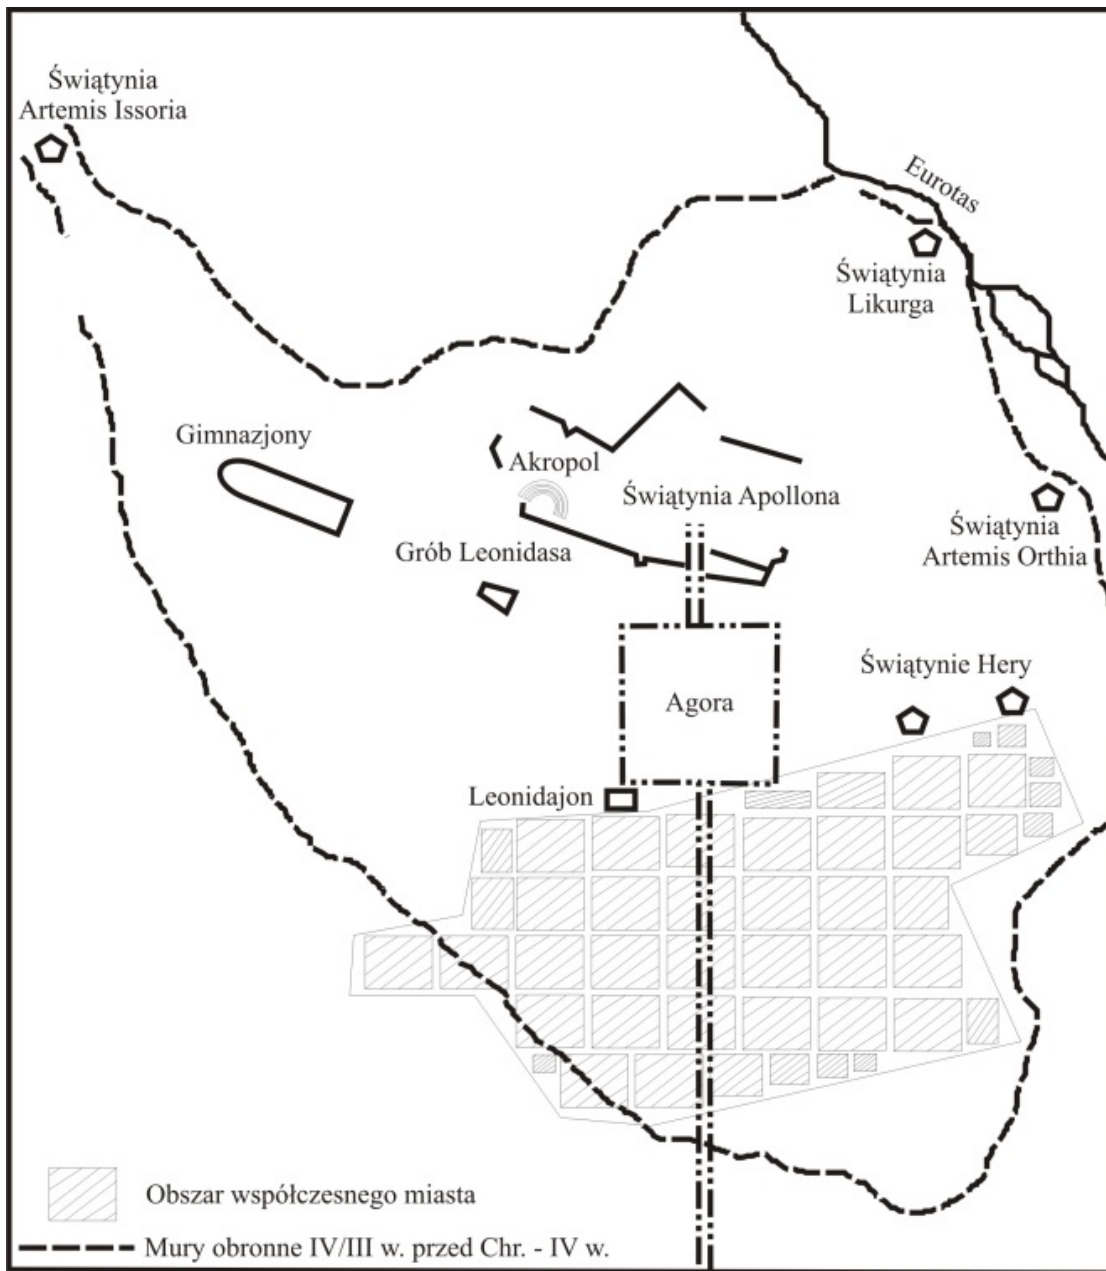 Świątynia
Artemis Issoria
Eurotas
Świątynia
Likurga
Gimnazjony
Akropol
Świątynia Apollona
Świątynia
Artemis Orthia
Grób Leonidasa
Świątynie Hery
Agora
Leonidajon
Obszar współczesnego miasta
Mury obronne IV/III w. przed Chr. - IV w.